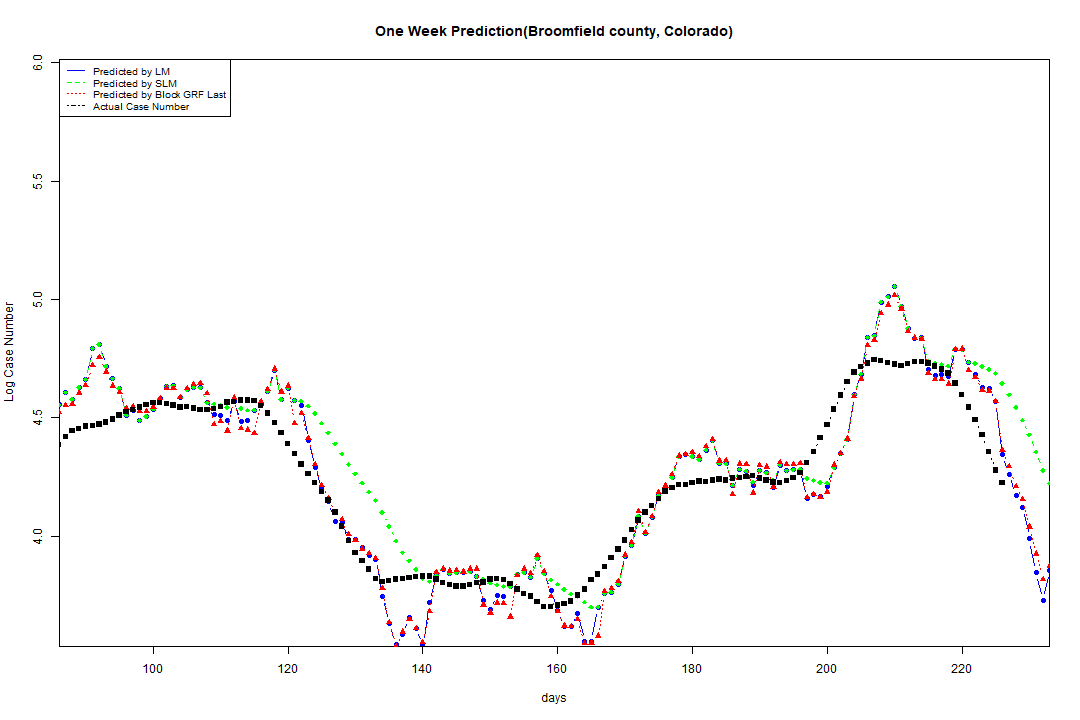 One Week Prediction(Broomfield county, Colorado)
Predicted by LM
Predicted by SLM
Predicted by Block GRF Last
Actual Case Number
Log Case Number
6.0
5.5
5.0
4.5
4.0
100 120 140 160 180 200 220
days